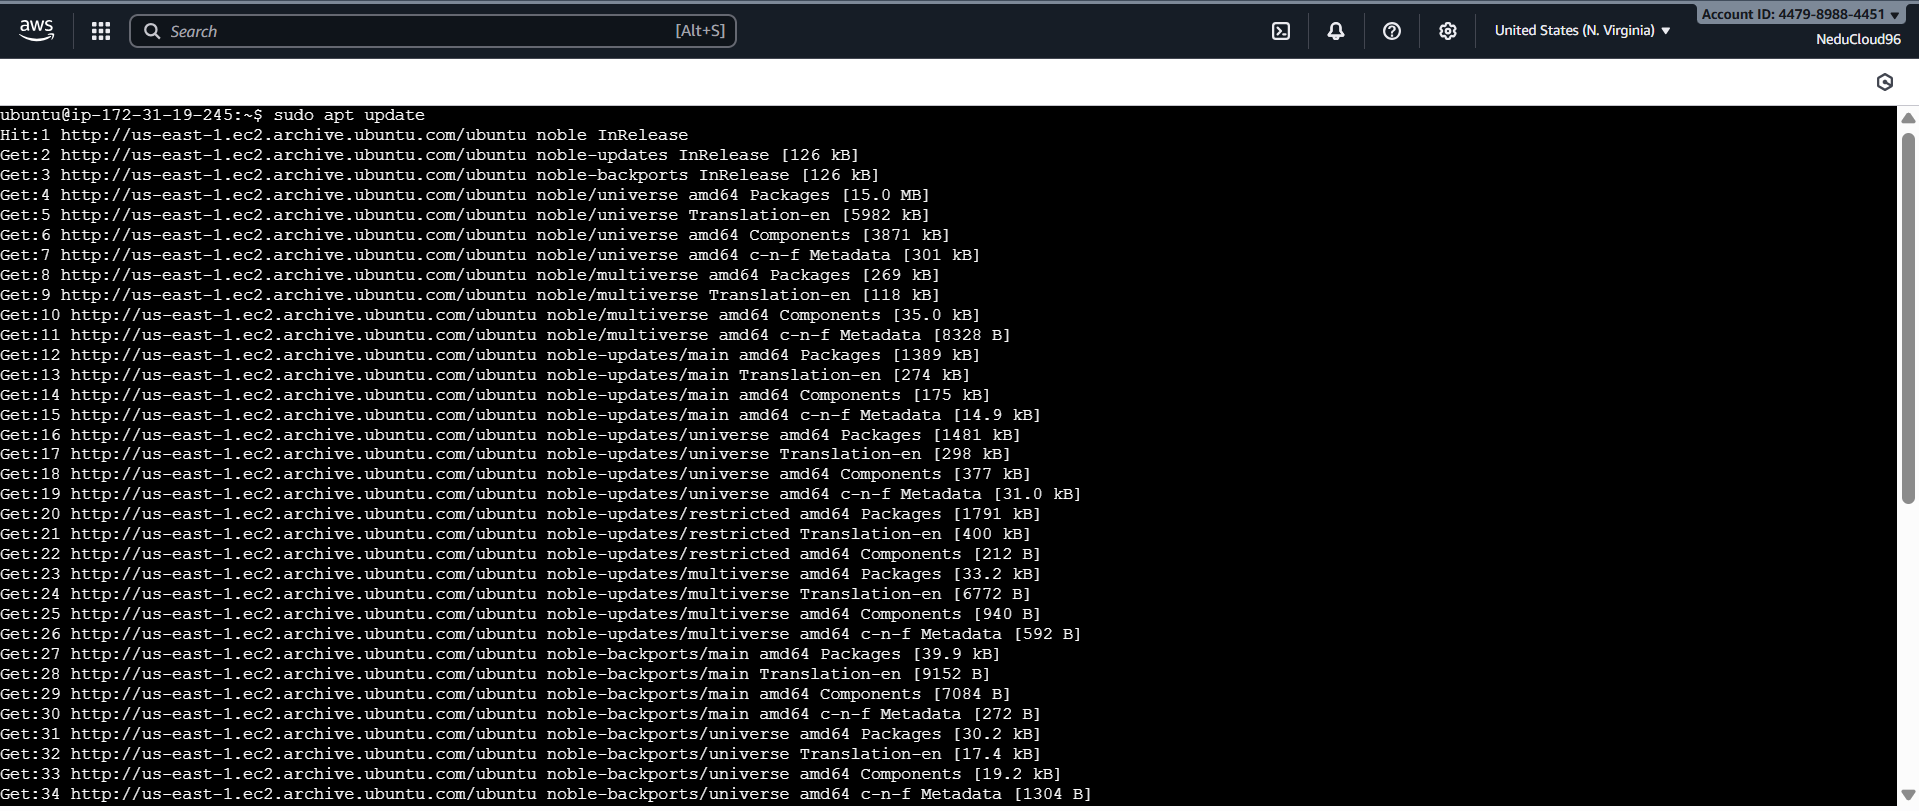 aws
Search [Alt+S]
United States (N. Virginia)
Account ID: 4479-8988-4451
NeduCloud96
ubuntu@ip-172-31-19-245:~$ sudo apt update
Hit:1 http://us-east-1.ec2.archive.ubuntu.com/ubuntu noble InRelease
Get:2 http://us-east-1.ec2.archive.ubuntu.com/ubuntu noble-updates InRelease [126 kB]
Get:3 http://us-east-1.ec2.archive.ubuntu.com/ubuntu noble-backports InRelease [126 kB]
Get:4 http://us-east-1.ec2.archive.ubuntu.com/ubuntu noble/universe amd64 Packages [15.0 MB]
Get:5 http://us-east-1.ec2.archive.ubuntu.com/ubuntu noble/universe Translation-en [5982 kB]
Get:6 http://us-east-1.ec2.archive.ubuntu.com/ubuntu noble/universe amd64 Components [3871 kB]
Get:7 http://us-east-1.ec2.archive.ubuntu.com/ubuntu noble/universe amd64 c-n-f Metadata [301 kB]
Get:8 http://us-east-1.ec2.archive.ubuntu.com/ubuntu noble/multiverse amd64 Packages [269 kB]
Get:9 http://us-east-1.ec2.archive.ubuntu.com/ubuntu noble/multiverse Translation-en [118 kB]
Get:10 http://us-east-1.ec2.archive.ubuntu.com/ubuntu noble/multiverse amd64 Components [35.0 kB]
Get:11 http://us-east-1.ec2.archive.ubuntu.com/ubuntu noble/multiverse amd64 c-n-f Metadata [8328 B]
Get:12 http://us-east-1.ec2.archive.ubuntu.com/ubuntu noble-updates/main amd64 Packages [1389 kB]
Get:13 http://us-east-1.ec2.archive.ubuntu.com/ubuntu noble-updates/main Translation-en [274 kB]
Get:14 http://us-east-1.ec2.archive.ubuntu.com/ubuntu noble-updates/main amd64 Components [175 kB]
Get:15 http://us-east-1.ec2.archive.ubuntu.com/ubuntu noble-updates/main amd64 c-n-f Metadata [14.9 kB]
Get:16 http://us-east-1.ec2.archive.ubuntu.com/ubuntu noble-updates/universe amd64 Packages [1481 kB]
Get:17 http://us-east-1.ec2.archive.ubuntu.com/ubuntu noble-updates/universe Translation-en [298 kB]
Get:18 http://us-east-1.ec2.archive.ubuntu.com/ubuntu noble-updates/universe amd64 Components [377 kB]
Get:19 http://us-east-1.ec2.archive.ubuntu.com/ubuntu noble-updates/universe amd64 c-n-f Metadata [31.0 kB]
Get:20 http://us-east-1.ec2.archive.ubuntu.com/ubuntu noble-updates/restricted amd64 Packages [1791 kB]
Get:21 http://us-east-1.ec2.archive.ubuntu.com/ubuntu noble-updates/restricted Translation-en [400 kB]
Get:22 http://us-east-1.ec2.archive.ubuntu.com/ubuntu noble-updates/restricted amd64 Components [212 B]
Get:23 http://us-east-1.ec2.archive.ubuntu.com/ubuntu noble-updates/multiverse amd64 Packages [33.2 kB]
Get:24 http://us-east-1.ec2.archive.ubuntu.com/ubuntu noble-updates/multiverse Translation-en [6772 B]
Get:25 http://us-east-1.ec2.archive.ubuntu.com/ubuntu noble-updates/multiverse amd64 Components [940 B]
Get:26 http://us-east-1.ec2.archive.ubuntu.com/ubuntu noble-updates/multiverse amd64 c-n-f Metadata [592 B]
Get:27 http://us-east-1.ec2.archive.ubuntu.com/ubuntu noble-backports/main amd64 Packages [39.9 kB]
Get:28 http://us-east-1.ec2.archive.ubuntu.com/ubuntu noble-backports/main Translation-en [9152 B]
Get:29 http://us-east-1.ec2.archive.ubuntu.com/ubuntu noble-backports/main amd64 Components [7084 B]
Get:30 http://us-east-1.ec2.archive.ubuntu.com/ubuntu noble-backports/main amd64 c-n-f Metadata [272 B]
Get:31 http://us-east-1.ec2.archive.ubuntu.com/ubuntu noble-backports/universe amd64 Packages [30.2 kB]
Get:32 http://us-east-1.ec2.archive.ubuntu.com/ubuntu noble-backports/universe Translation-en [17.4 kB]
Get:33 http://us-east-1.ec2.archive.ubuntu.com/ubuntu noble-backports/universe amd64 Components [19.2 kB]
Get:34 http://us-east-1.ec2.archive.ubuntu.com/ubuntu noble-backports/universe amd64 c-n-f Metadata [1304 B]